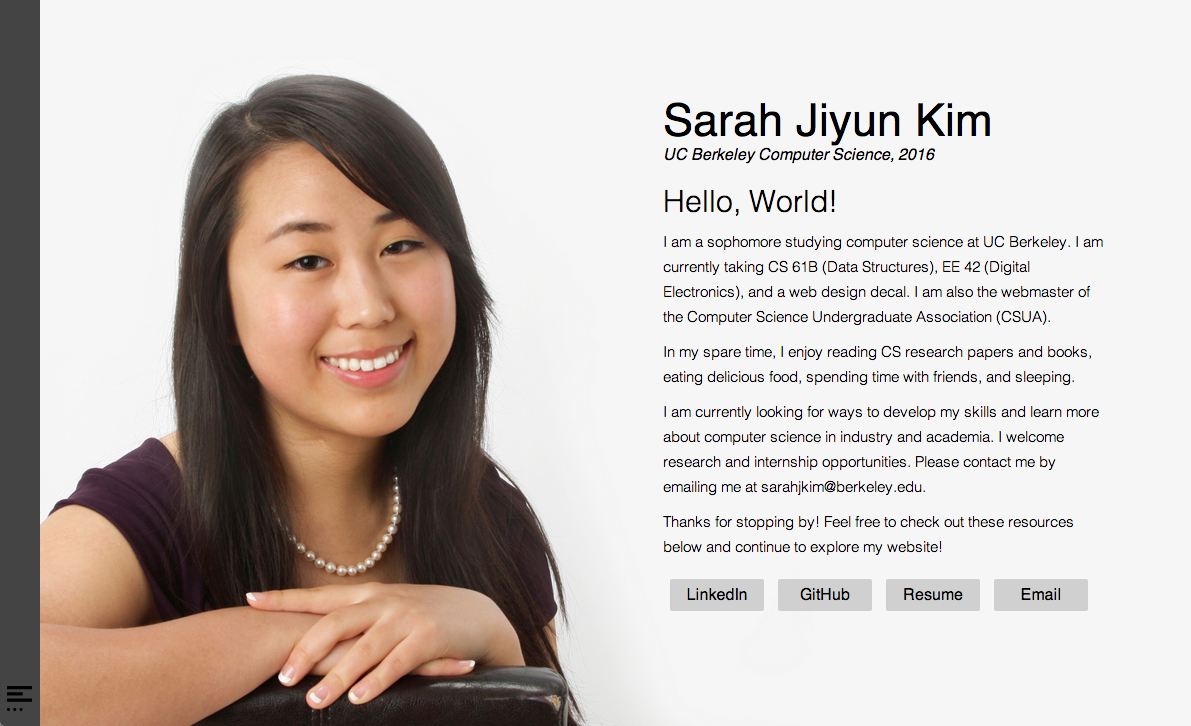 Sarah Jiyun Kim
UC Berkeley Computer Science, 2016
Hello, World!
I am a sophomore studying computer science at UC Berkeley. I am
currently taking CS 61B (Data Structures), EE 42 (Digital
Electronics), and a web design decal. I am also the webmaster of
the Computer Science Undergraduate Association (CSUA).
In my spare time, I enjoy reading CS research papers and books,
eating delicious food, spending time with friends, and sleeping.
I am currently looking for ways to develop my skills and learn more
about computer science in industry and academia. I welcome
research and internship opportunities. Please contact me by
emailing me at sarahjkim@berkeley.edu.
Thanks for stopping by! Feel free to check out these resources
below and continue to explore my website!
LinkedIn GitHub Resume Email